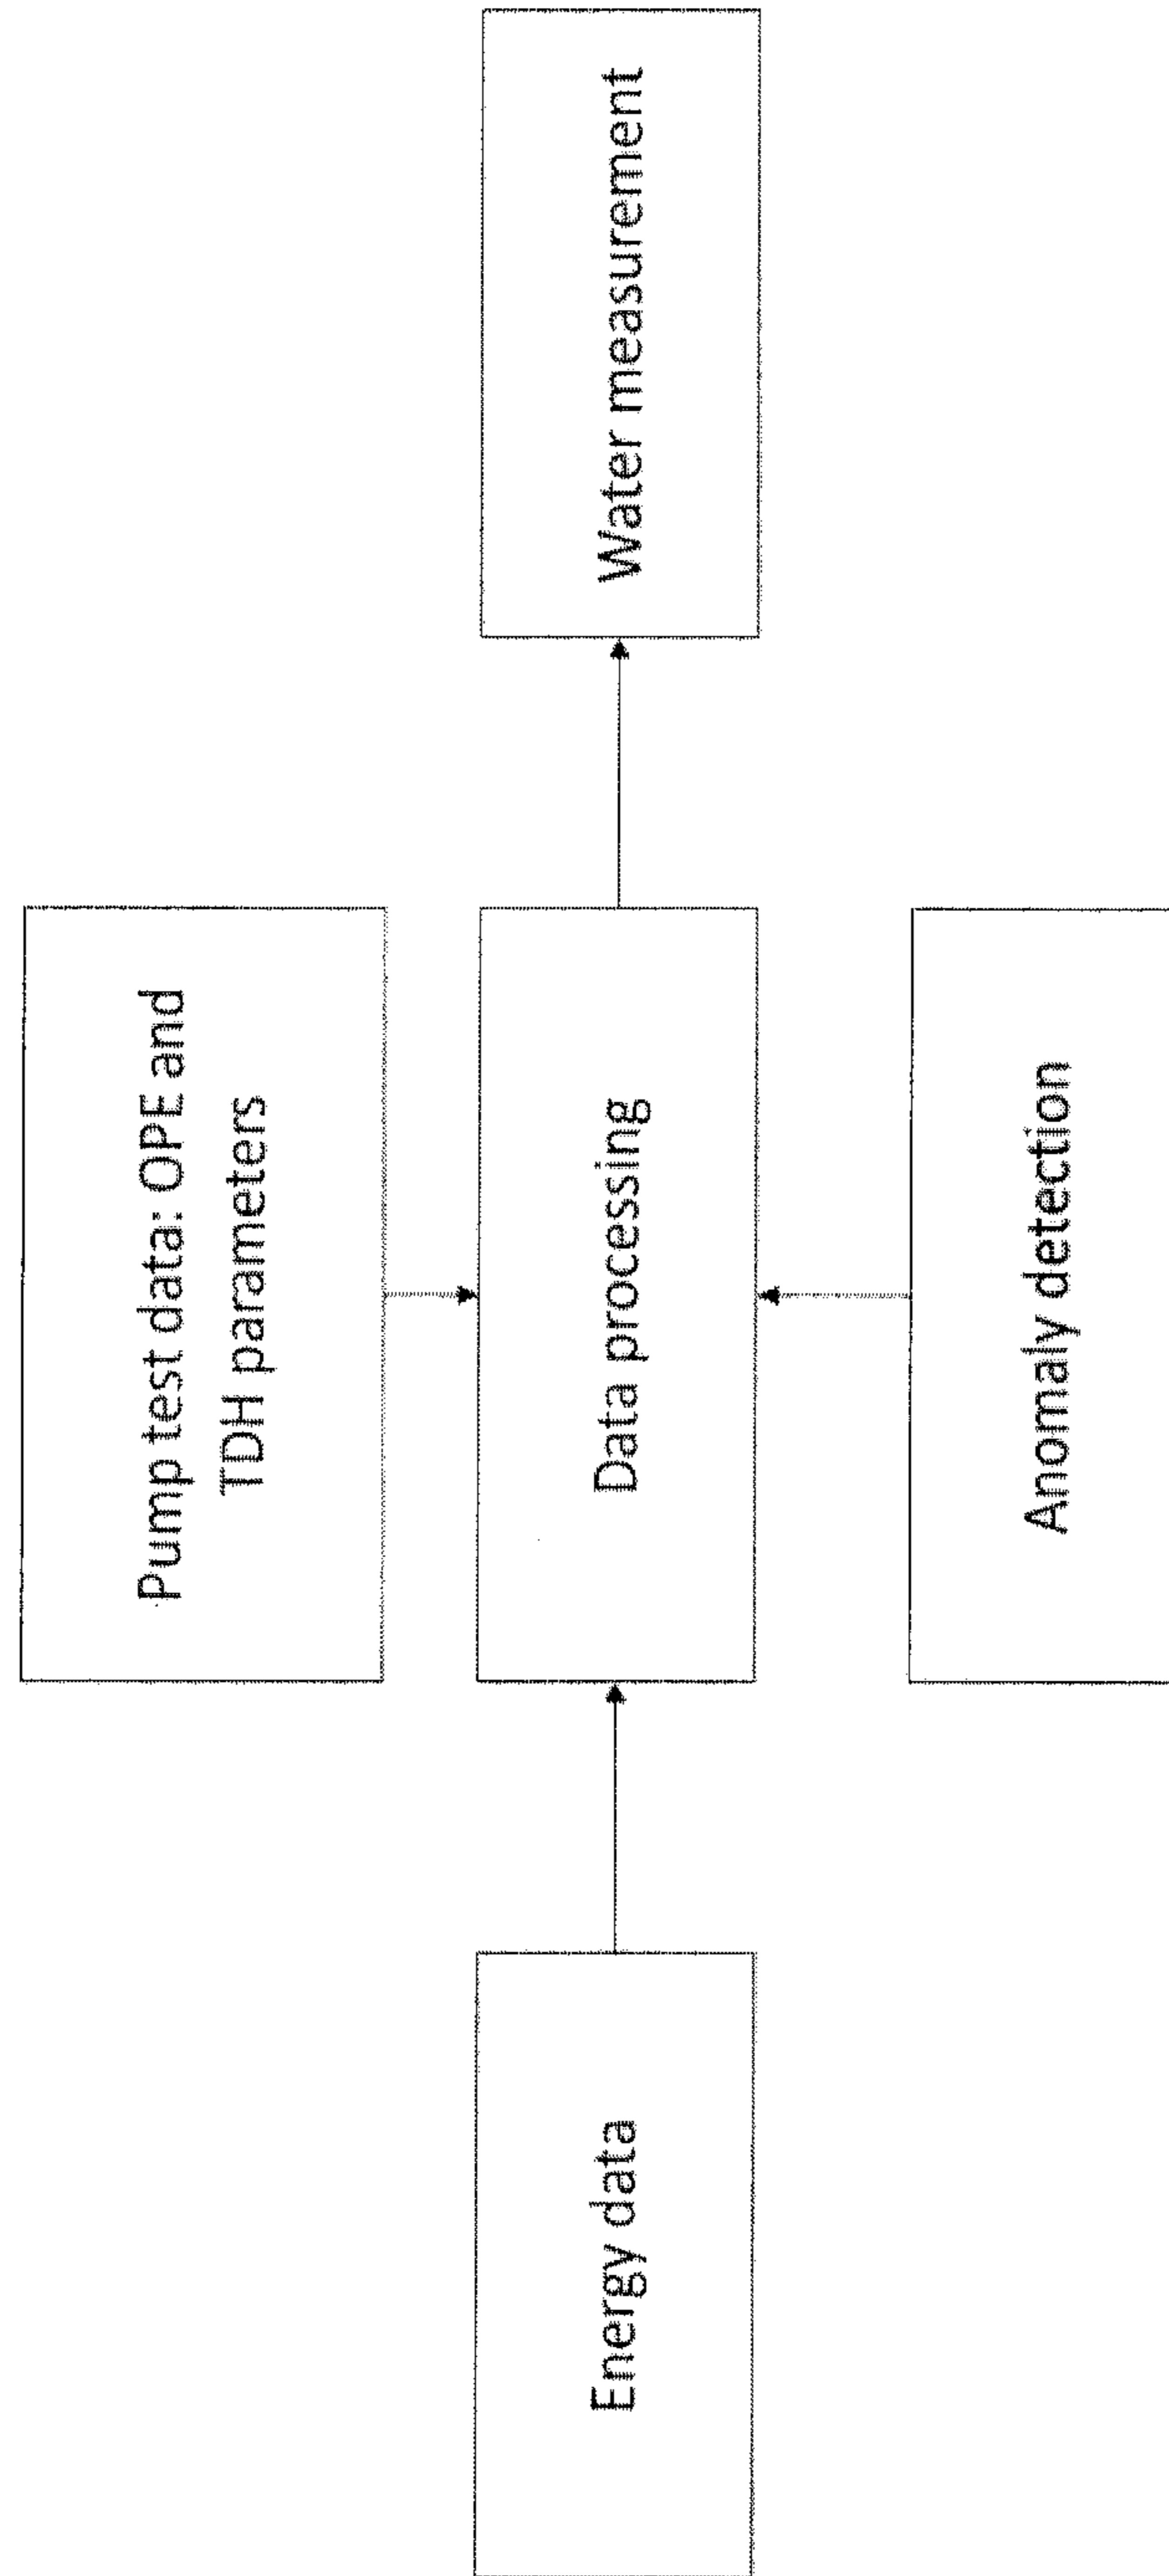 Pump test data: OPE and
TDH parameters
Energy data
Data processing
Water measurement
Anomaly detection